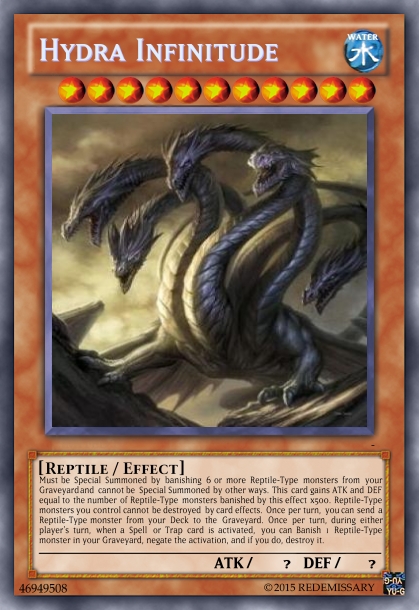 HYDRA INFINITUDE
WATER
水
[REPTILE / EFFECT]
Must be Special Summoned by banishing 6 or more Reptile-Type monsters from your
Graveyard and cannot be Special Summoned by other ways. This card gains ATK and DEF
equal to the number of Reptile-Type monsters banished by this effect x500. Reptile-Type
monsters you control cannot be destroyed by card effects. Once per turn, you can send a
Reptile-Type monster from your Deck to the Graveyard. Once per turn, during either
player's turn, when a Spell or Trap card is activated, you can Banish 1 Reptile-Type
monster in your Graveyard, negate the activation, and if you do, destroy it.
ATK / ? DEF / ?
46949508 ©2015 REDEMISSARY